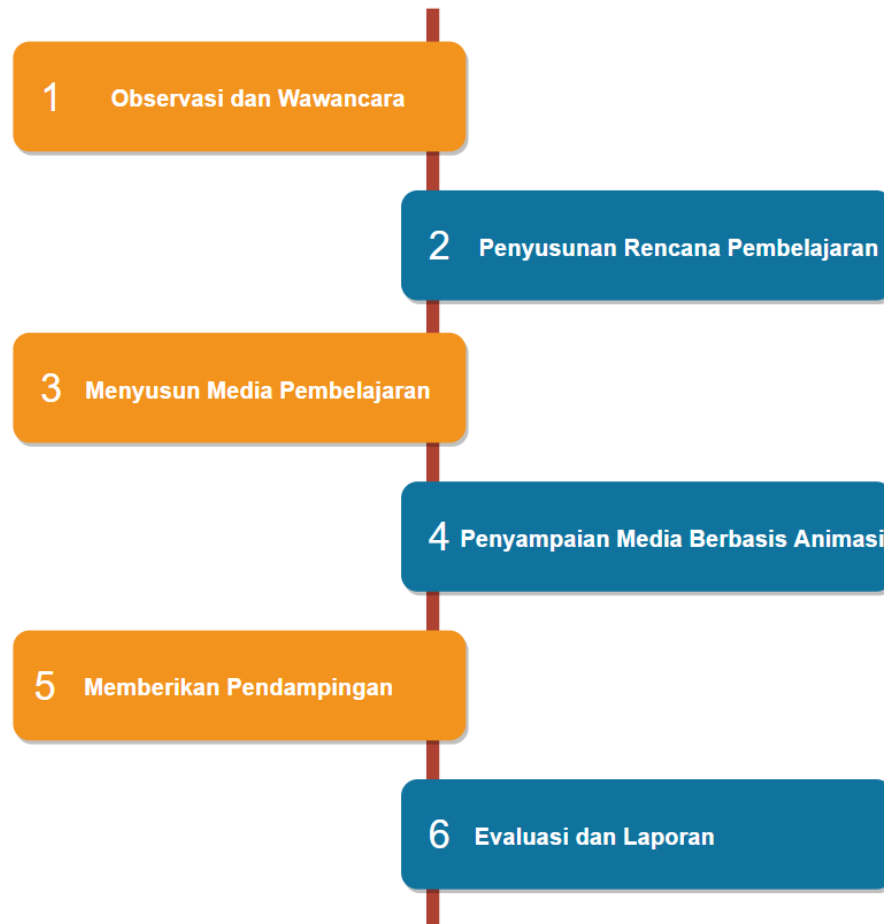 1 Observasi dan Wawancara
2 Penyusunan Rencana Pembelajaran
3 Menyusun Media Pembelajaran
4 Penyampaian Media Berbasis Animasi
5 Memberikan Pendampingan
6 Evaluasi dan Laporan